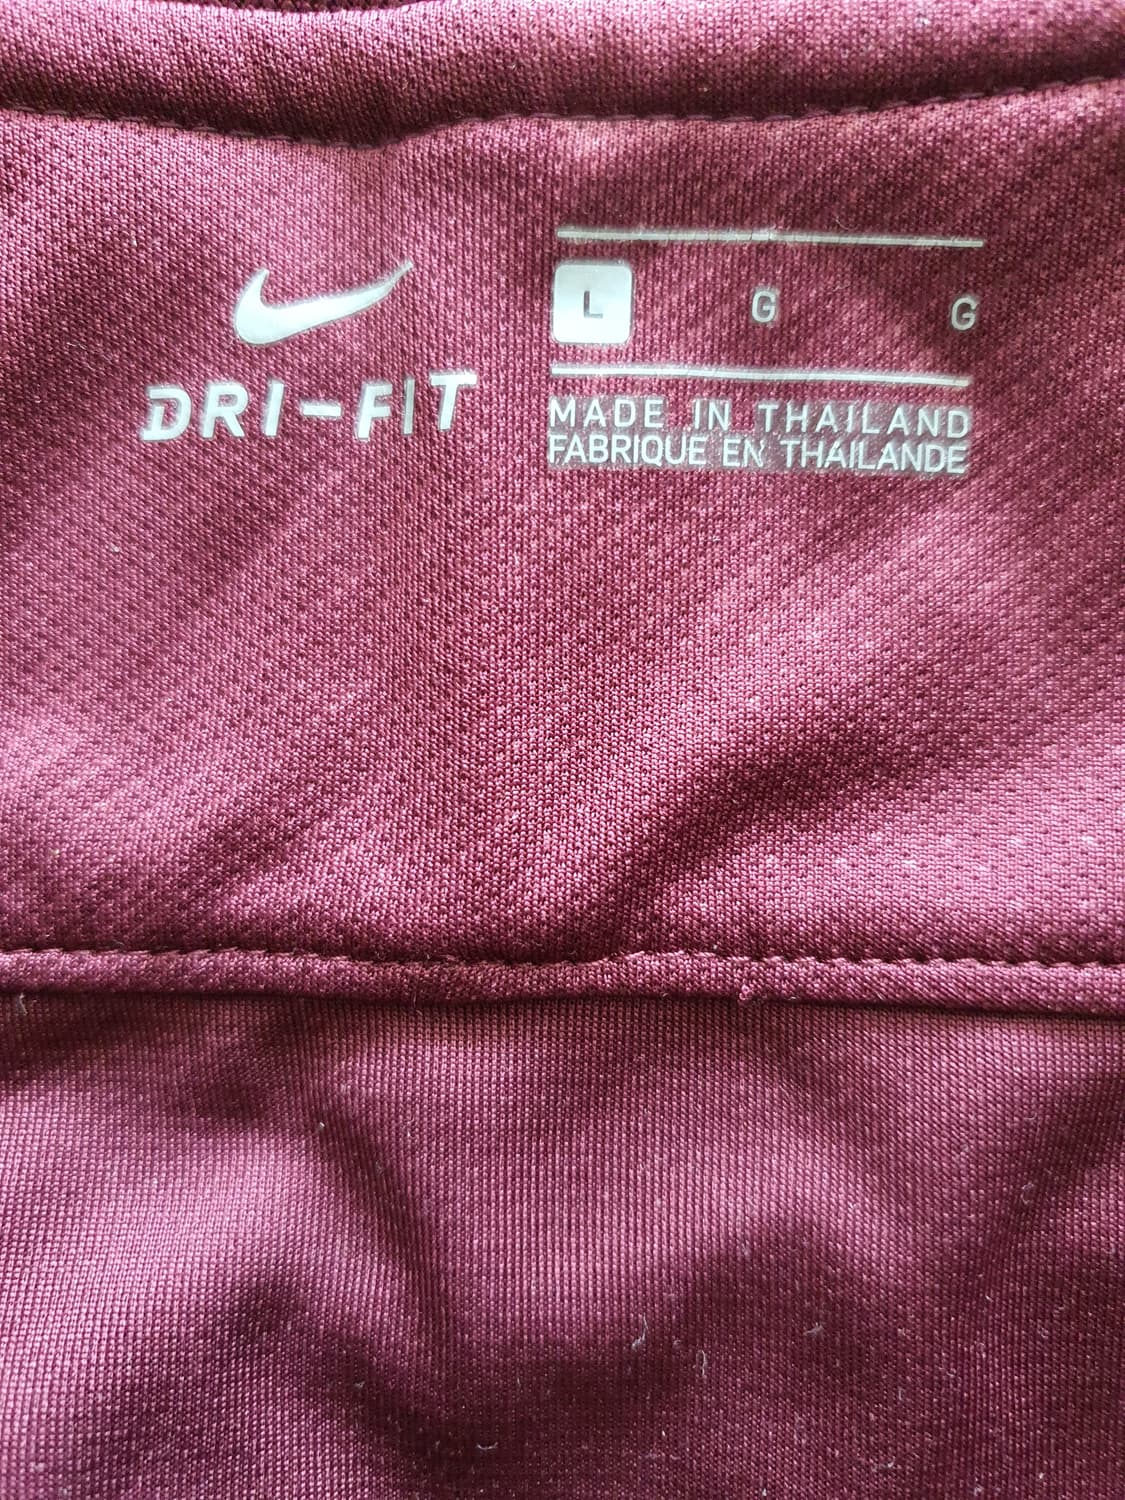 DRI-FIT
L G G
MADE IN THAILAND
FABRIQUE EN THAILANDE